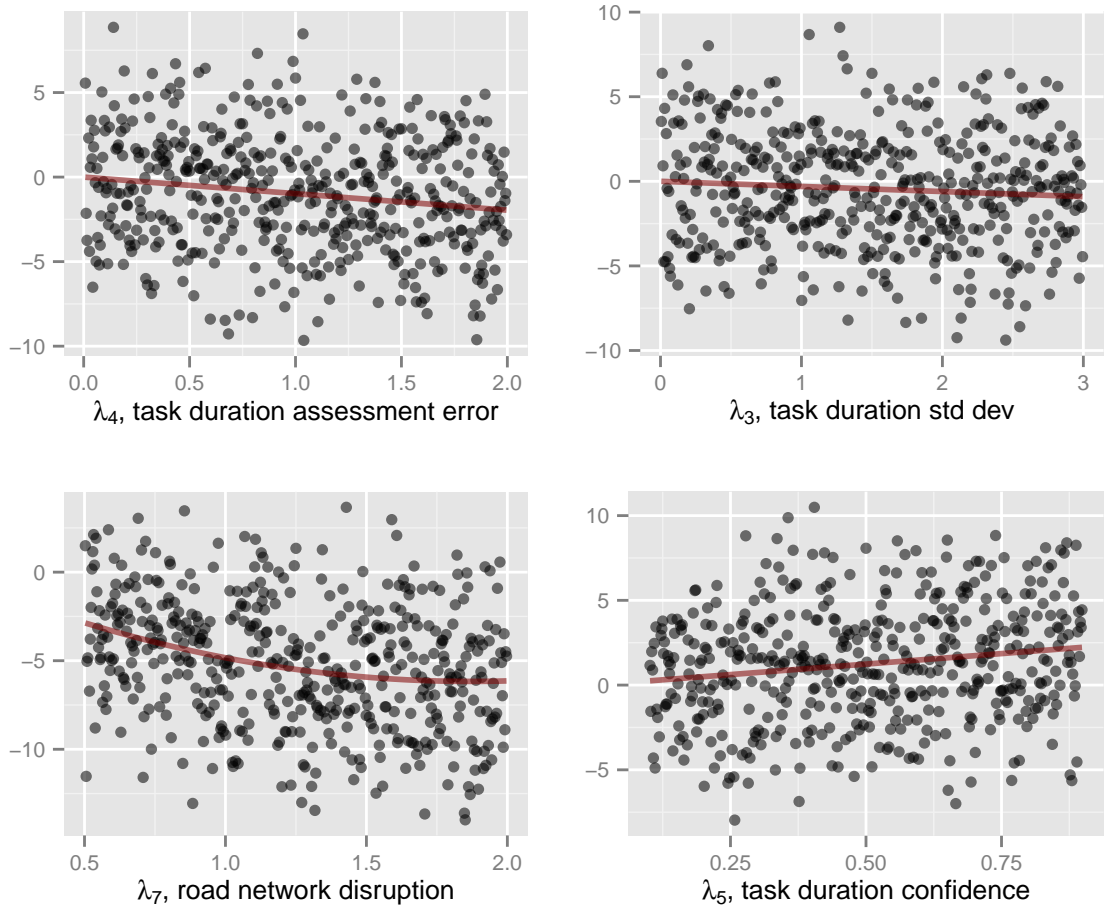 5
0
−5
−10
0.0 0.5 1.0 1.5 2.0
λ4, task duration assessment error
10
5
0
−5
−10
0 1 2 3
λ3, task duration std dev
0
−5
−10
0.5 1.0 1.5 2.0
λ7, road network disruption
10
5
0
−5
0.25 0.50 0.75
λ5, task duration confidence